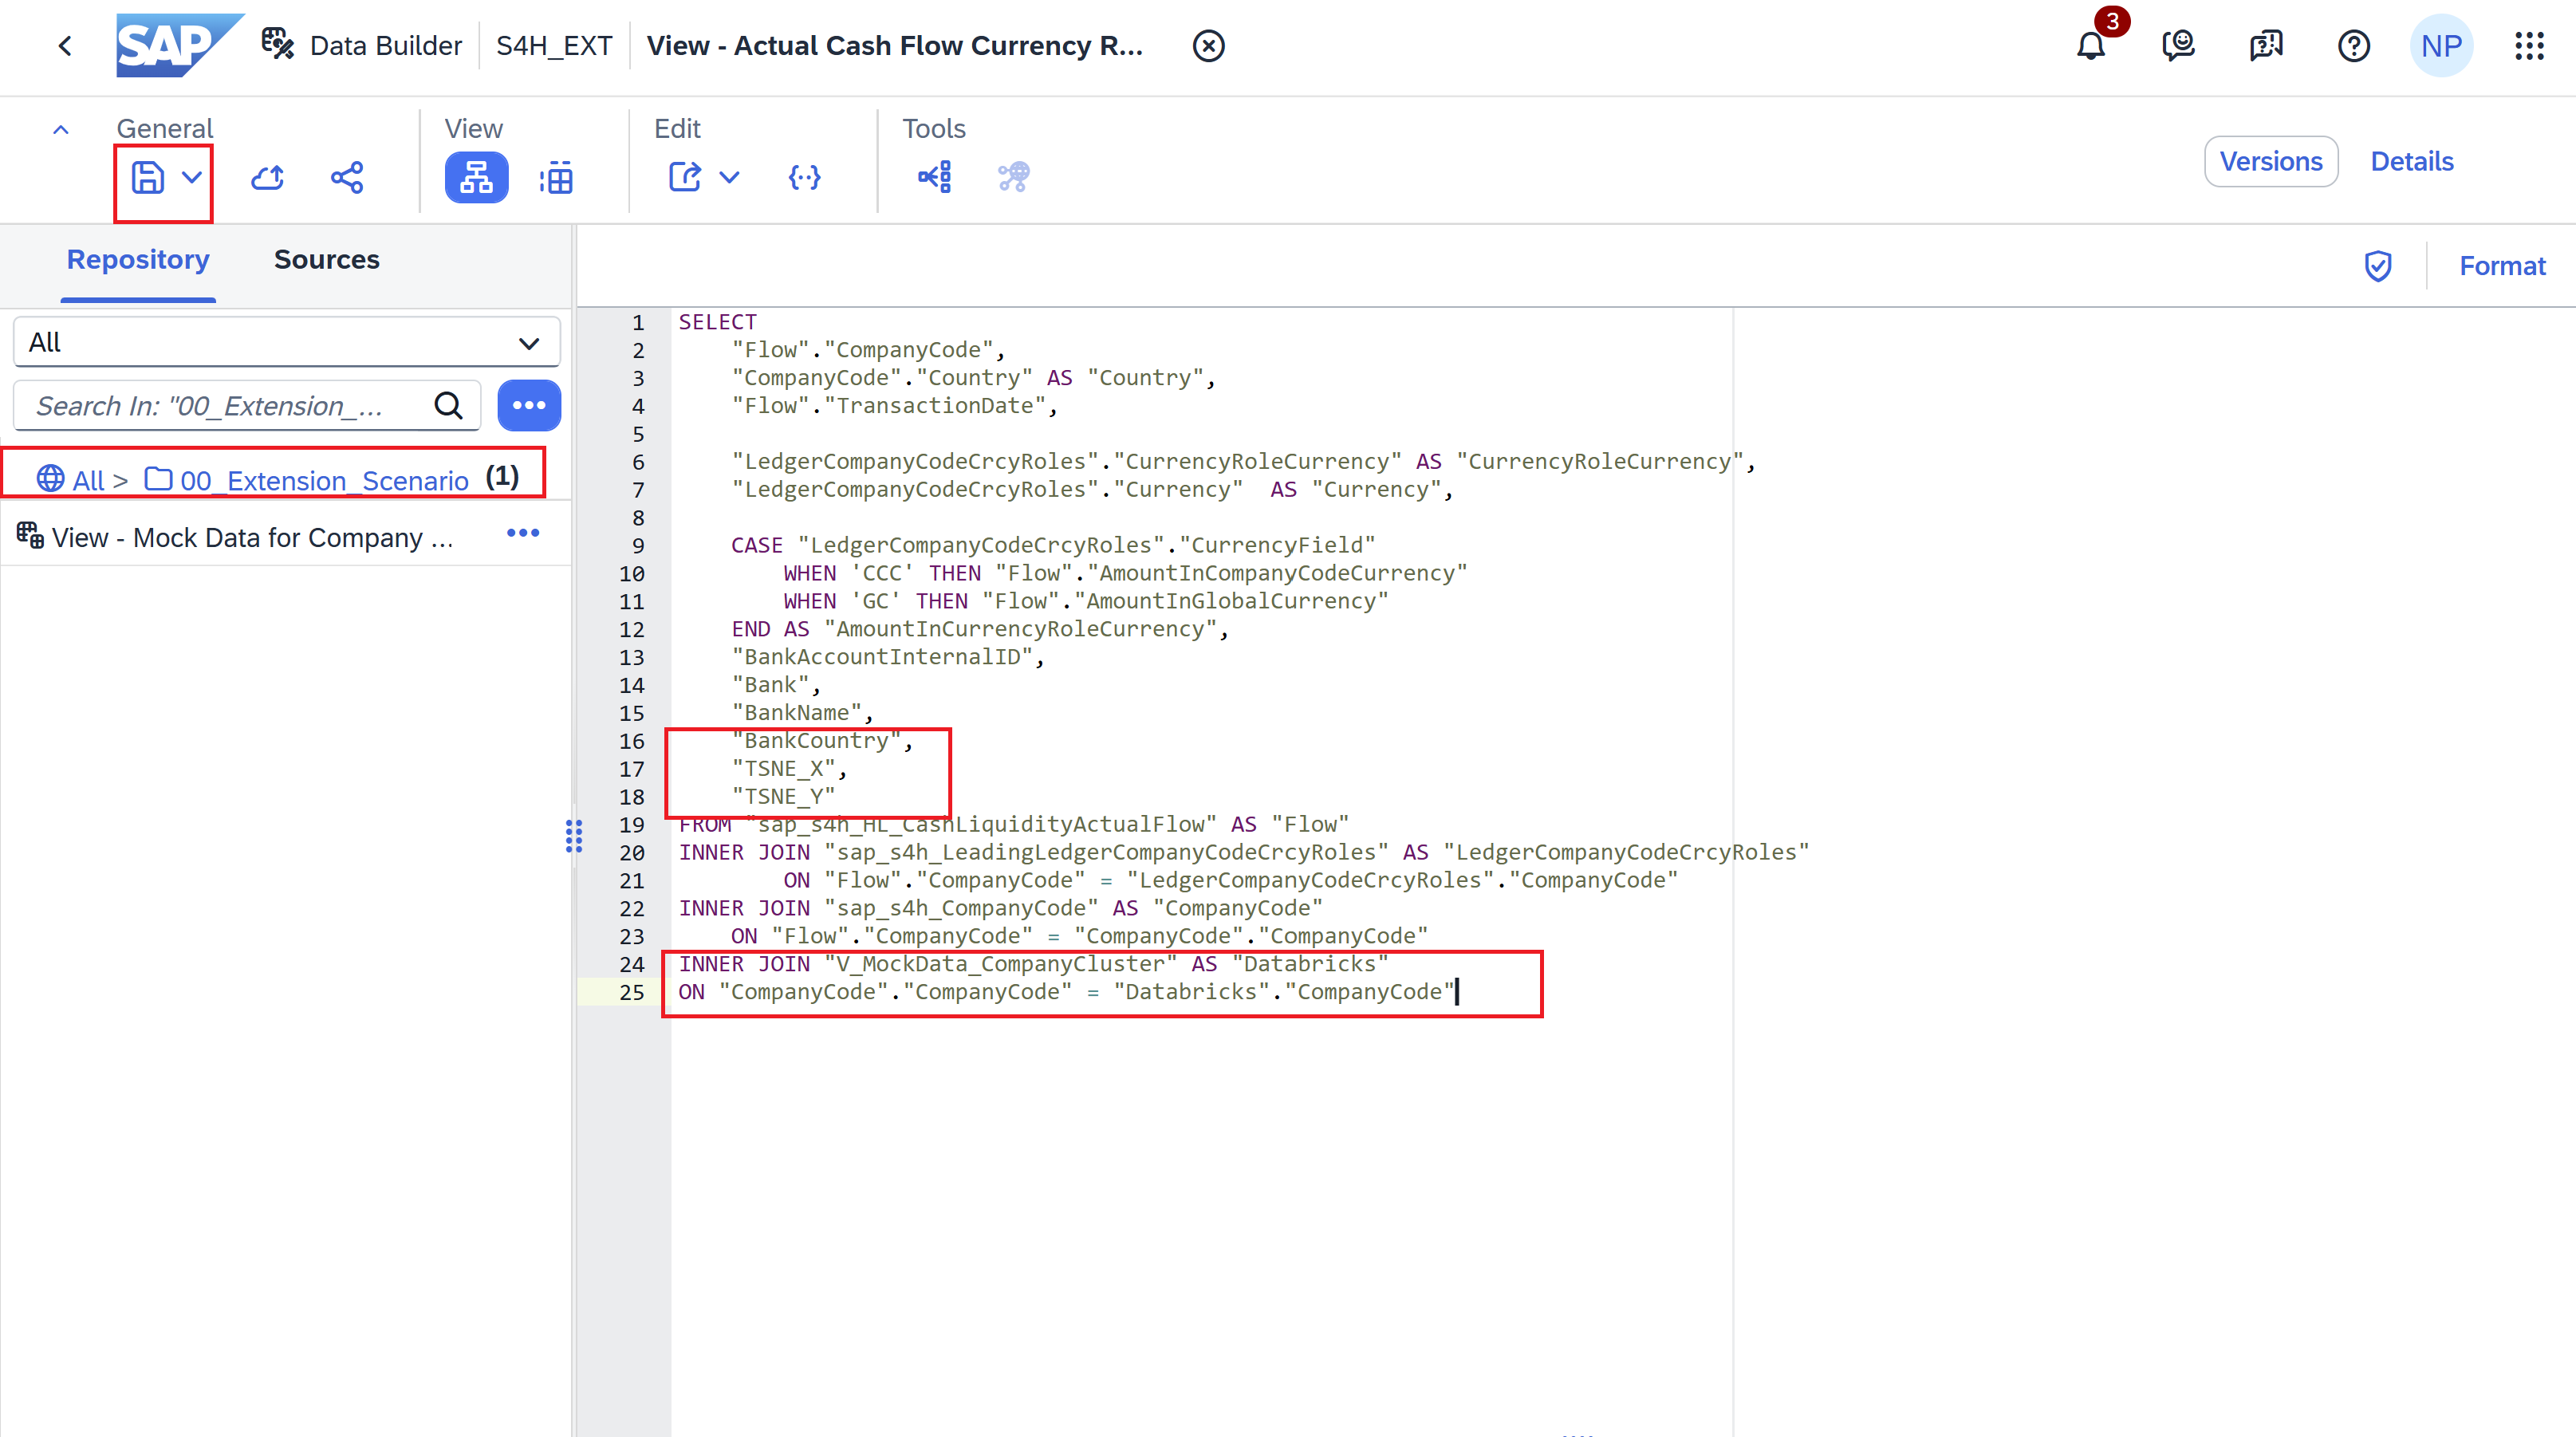 SAP Data Builder S4H_EXT View - Actual Cash Flow Currency R... 3 NP
General View Edit Tools
Versions Details
Repository Sources
Format
All
Search In: "00_Extension_...
All > 00_Extension_Scenario (1)
View - Mock Data for Company ...
1 SELECT
2 "Flow"."CompanyCode",
3 "CompanyCode"."Country" AS "Country",
4 "Flow"."TransactionDate",
5
6 "LedgerCompanyCodeCrcyRoles"."CurrencyRoleCurrency" AS "CurrencyRoleCurrency",
7 "LedgerCompanyCodeCrcyRoles"."Currency"  AS "Currency",
8
9 CASE "LedgerCompanyCodeCrcyRoles"."CurrencyField"
10 WHEN 'CCC' THEN "Flow"."AmountInCompanyCodeCurrency"
11 WHEN 'GC' THEN "Flow"."AmountInGlobalCurrency"
12 END AS "AmountInCurrencyRoleCurrency",
13 "BankAccountInternalID",
14 "Bank",
15 "BankName",
16 "BankCountry",
17 "TSNE_X",
18 "TSNE_Y"
19 FROM "sap_s4h_HL_CashLiquidityActualFlow" AS "Flow"
20 INNER JOIN "sap_s4h_LeadingLedgerCompanyCodeCrcyRoles" AS "LedgerCompanyCodeCrcyRoles"
21 ON "Flow"."CompanyCode" = "LedgerCompanyCodeCrcyRoles"."CompanyCode"
22 INNER JOIN "sap_s4h_CompanyCode" AS "CompanyCode"
23 ON "Flow"."CompanyCode" = "CompanyCode"."CompanyCode"
24 INNER JOIN "V_MockData_CompanyCluster" AS "Databricks"
25 ON "CompanyCode"."CompanyCode" = "Databricks"."CompanyCode"